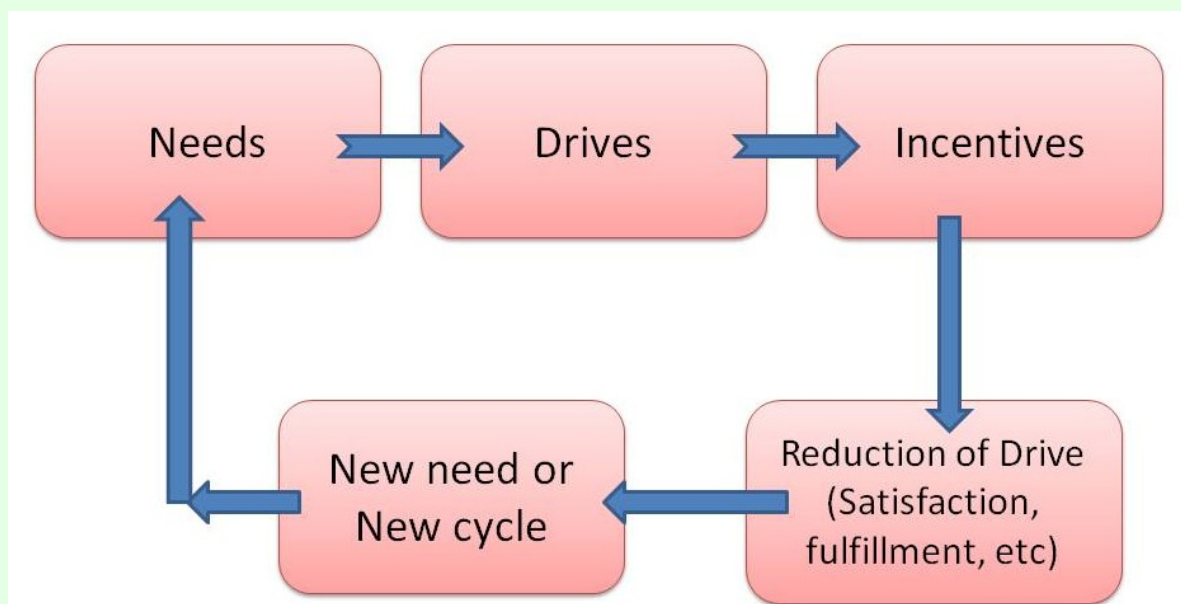 Needs
Drives
Incentives
Reduction of Drive
(Satisfaction,
fulfillment, etc)
New need or
New cycle